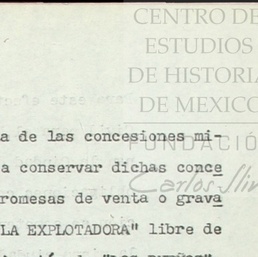 CENTRO DE
ESTUDIOS
DE HISTORIA
DE MEXICO
FUNDACIÓ
Carlos Slim
a de las concesiones mi-
a conservar dichas conce
romesas de venta o grava
LA EXPLOTADORA" libre de